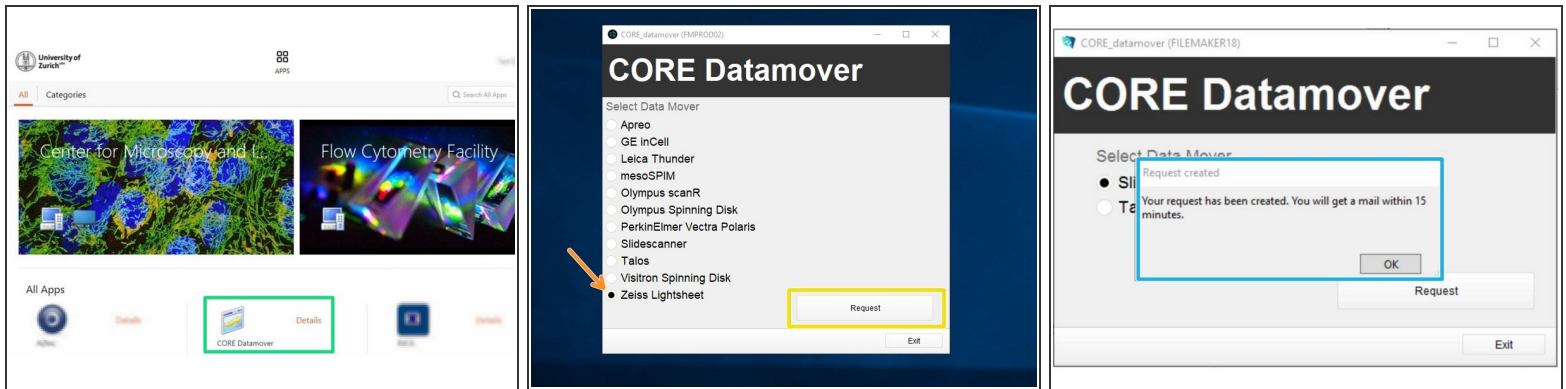 University of
Zurich
APPS
All
Categories
Search All Apps
Center for Microscopy and I...
Flow Cytometry Facility
All Apps
Details
CORE Datamover
CORE_datamover (FMPROD02)
CORE Datamover
Select Data Mover
Apreo
GE inCell
Leica Thunder
mesoSPIM
Olympus scanR
Olympus Spinning Disk
PerkinElmer Vectra Polaris
Slidescanner
Talos
Visitron Spinning Disk
Zeiss Lightsheet
Request
Exit
CORE_datamover (FILEMAKER18)
CORE Datamover
Select Data Mover
Request created
Sli
Your request has been created. You will get a mail within 15
Ta
minutes.
OK
Request
Exit